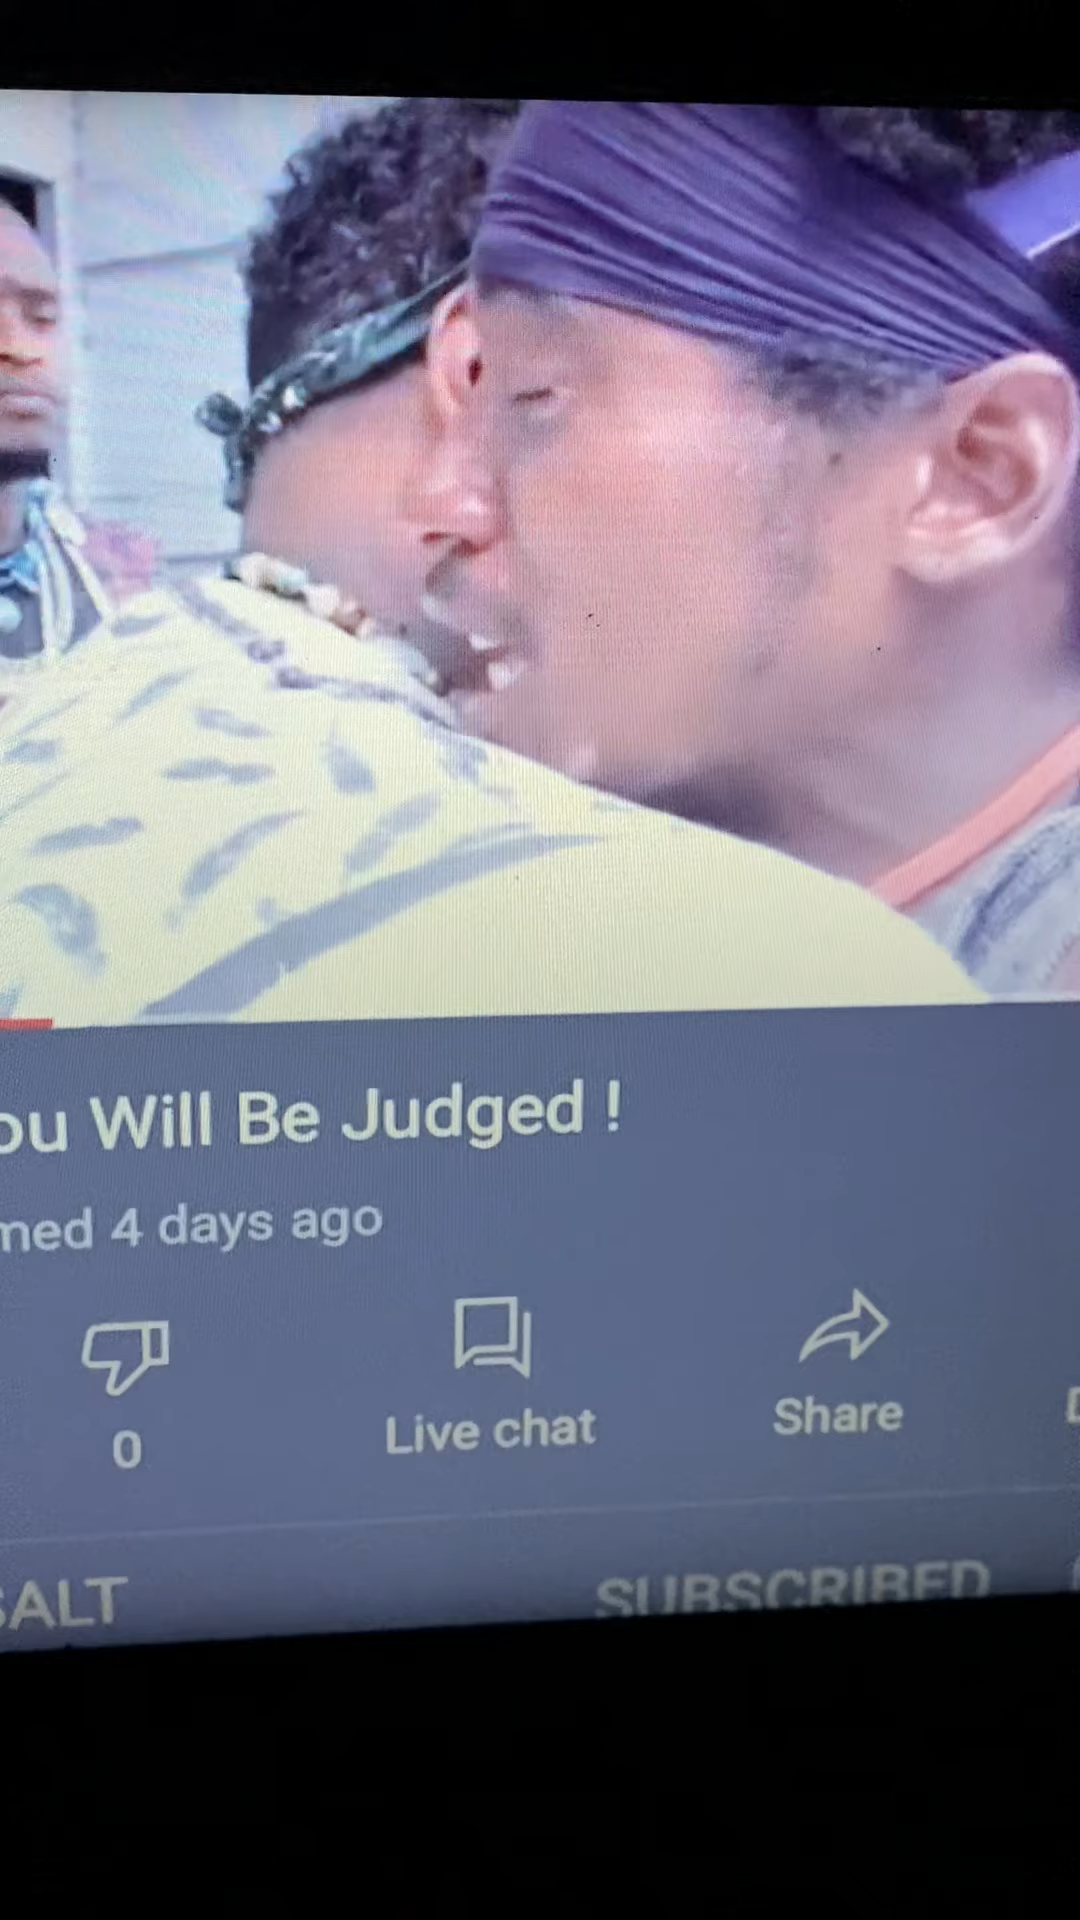 ou Will Be Judged !
med 4 days ago
0
Live chat
Share
SALT
SUBSCRIBED